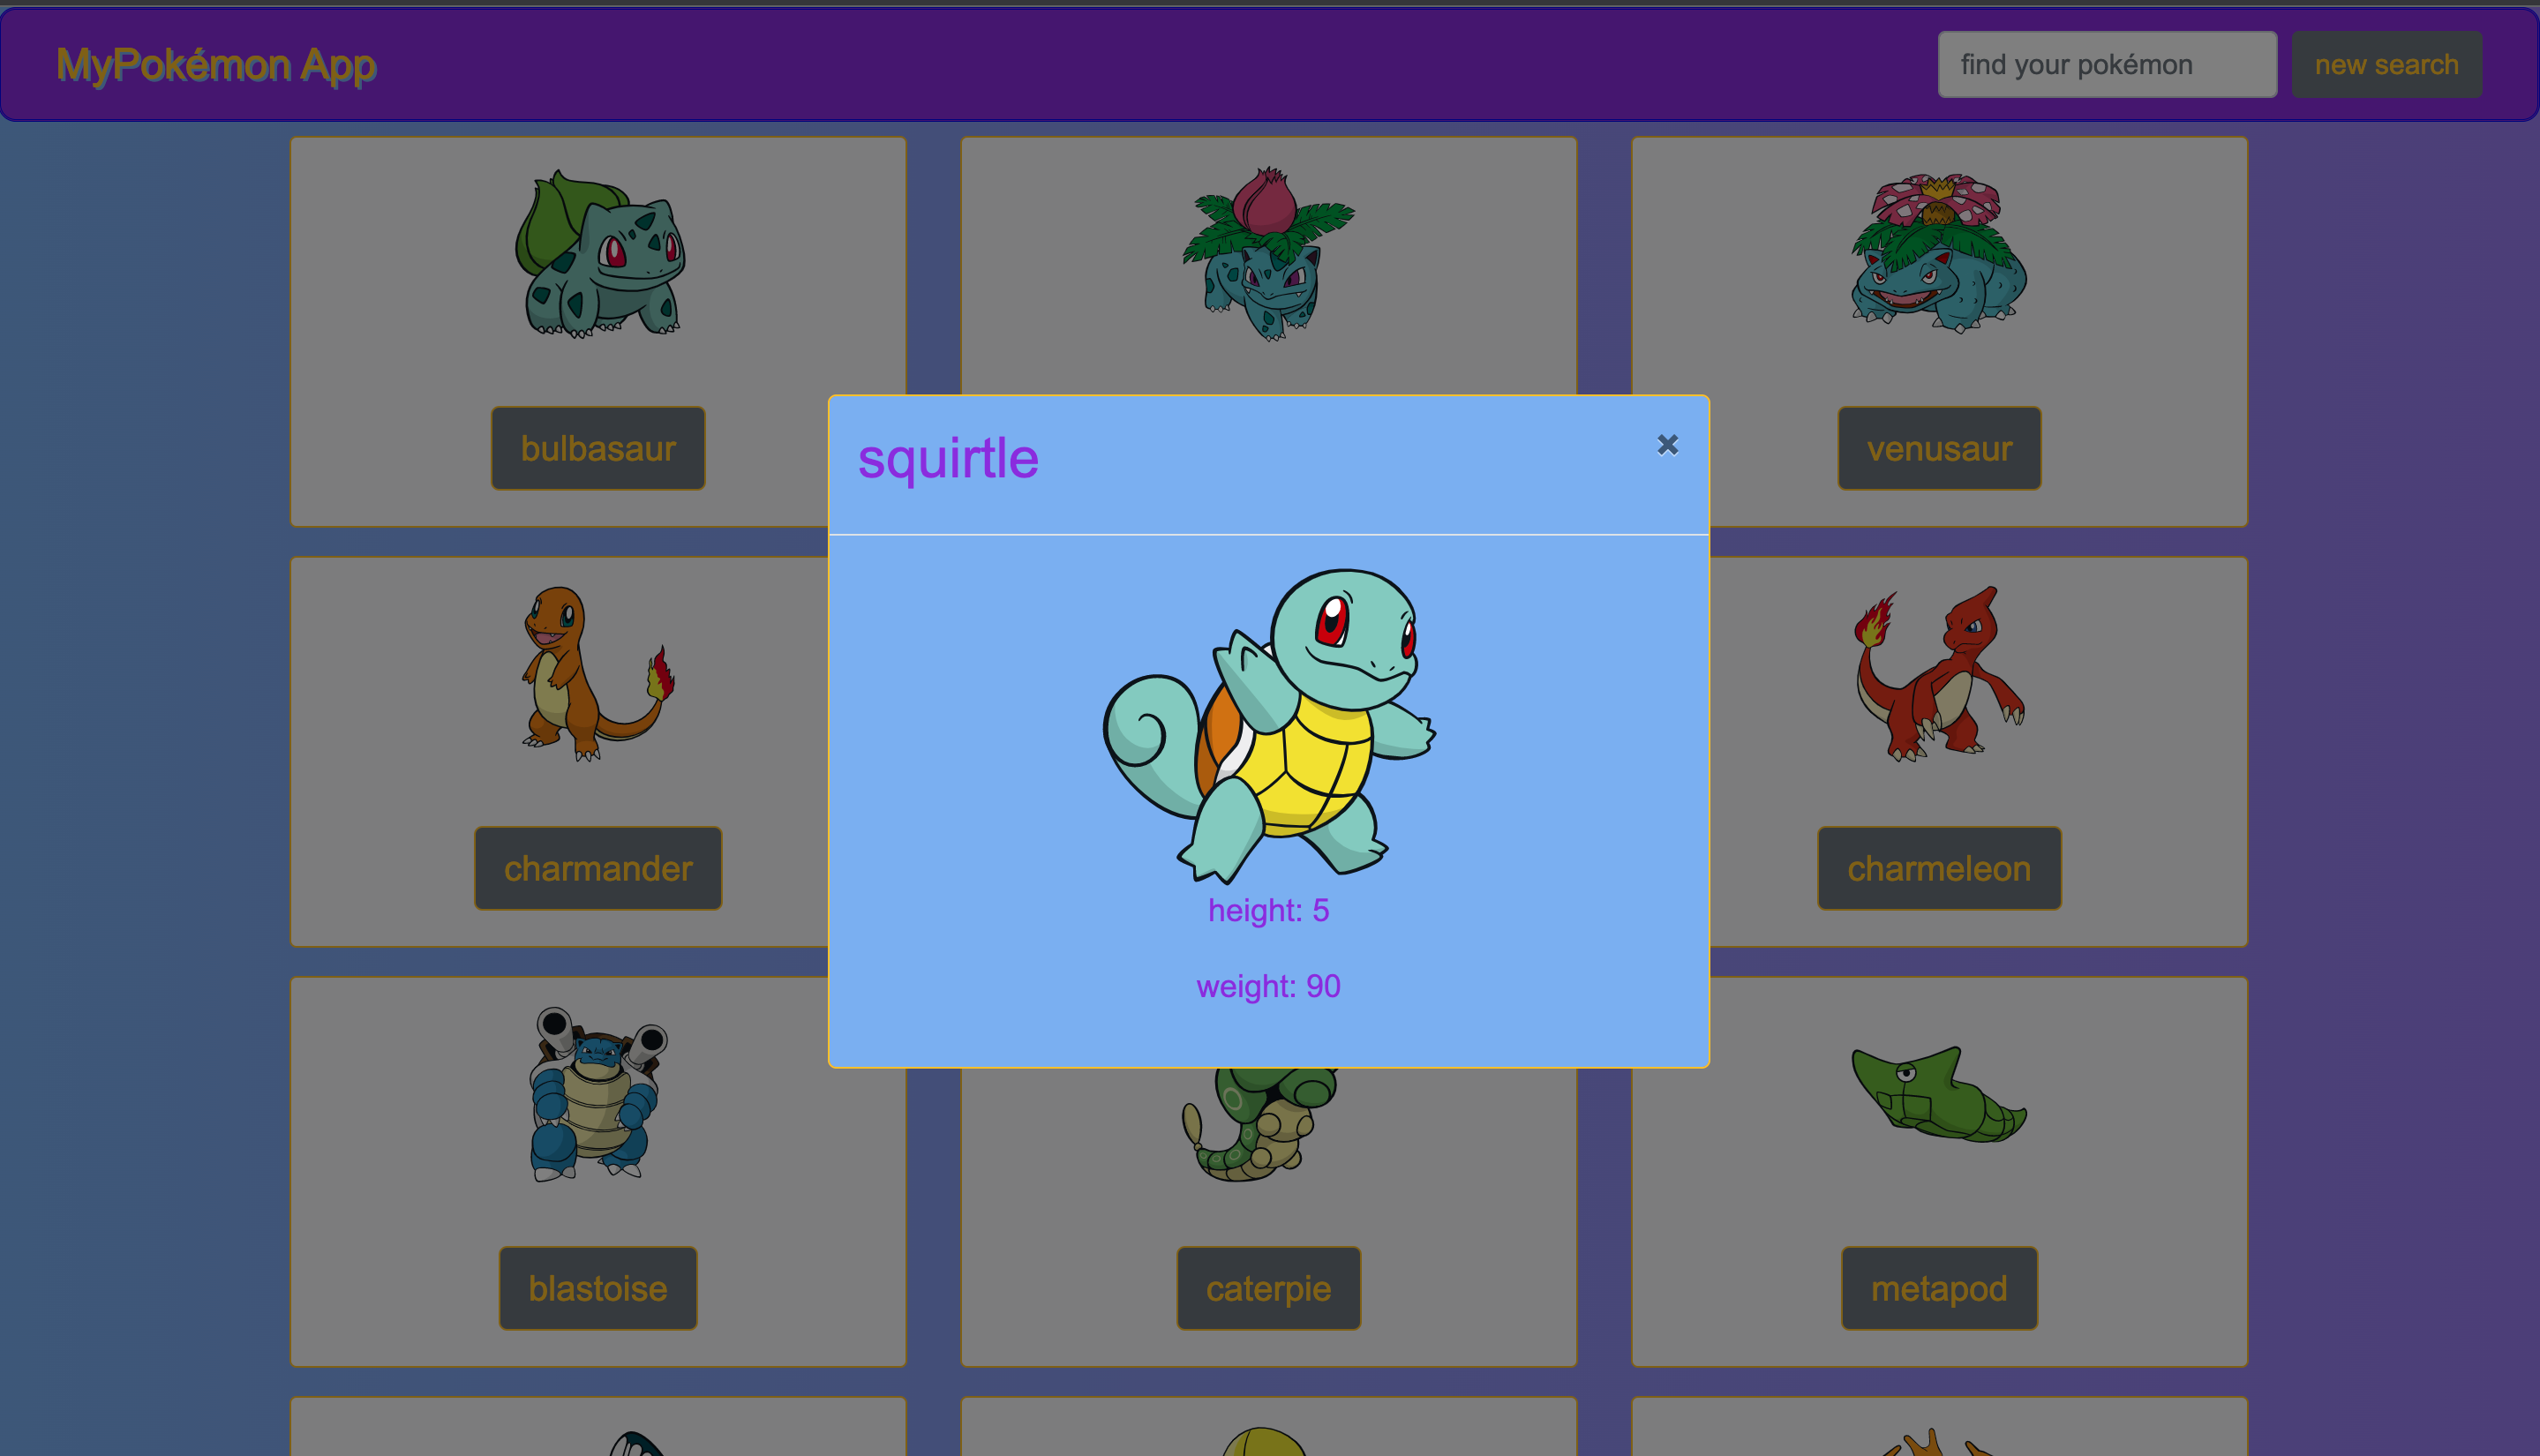 MyPokémon App
find your pokémon
new search
bulbasaur
venusaur
squirtle
×
height: 5
weight: 90
charmander
charmeleon
blastoise
caterpie
metapod